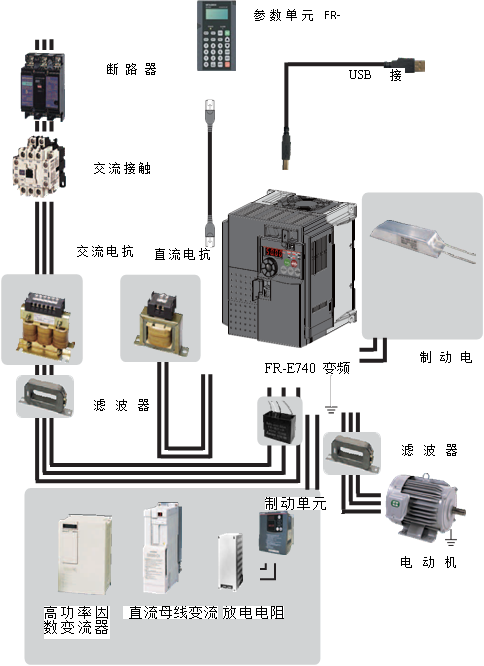 参数单元 FR-
断路器
USB 接
交流接触
交流电抗
直流电抗
FR-E740 变频
制动电
滤波器
滤波器
制动单元
电动机
高功率因
数变流器
直流母线变流
放电电阻